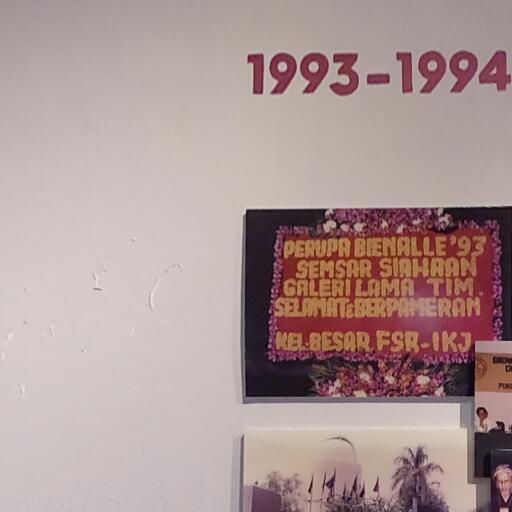 1993-1994
PERUPA BIENALLE '93
SEMSAR SIAHAAN
GALERI LAMA TIM
SELAMAT & BERPAMERAN
KEL·BESAR FSR-IKJ